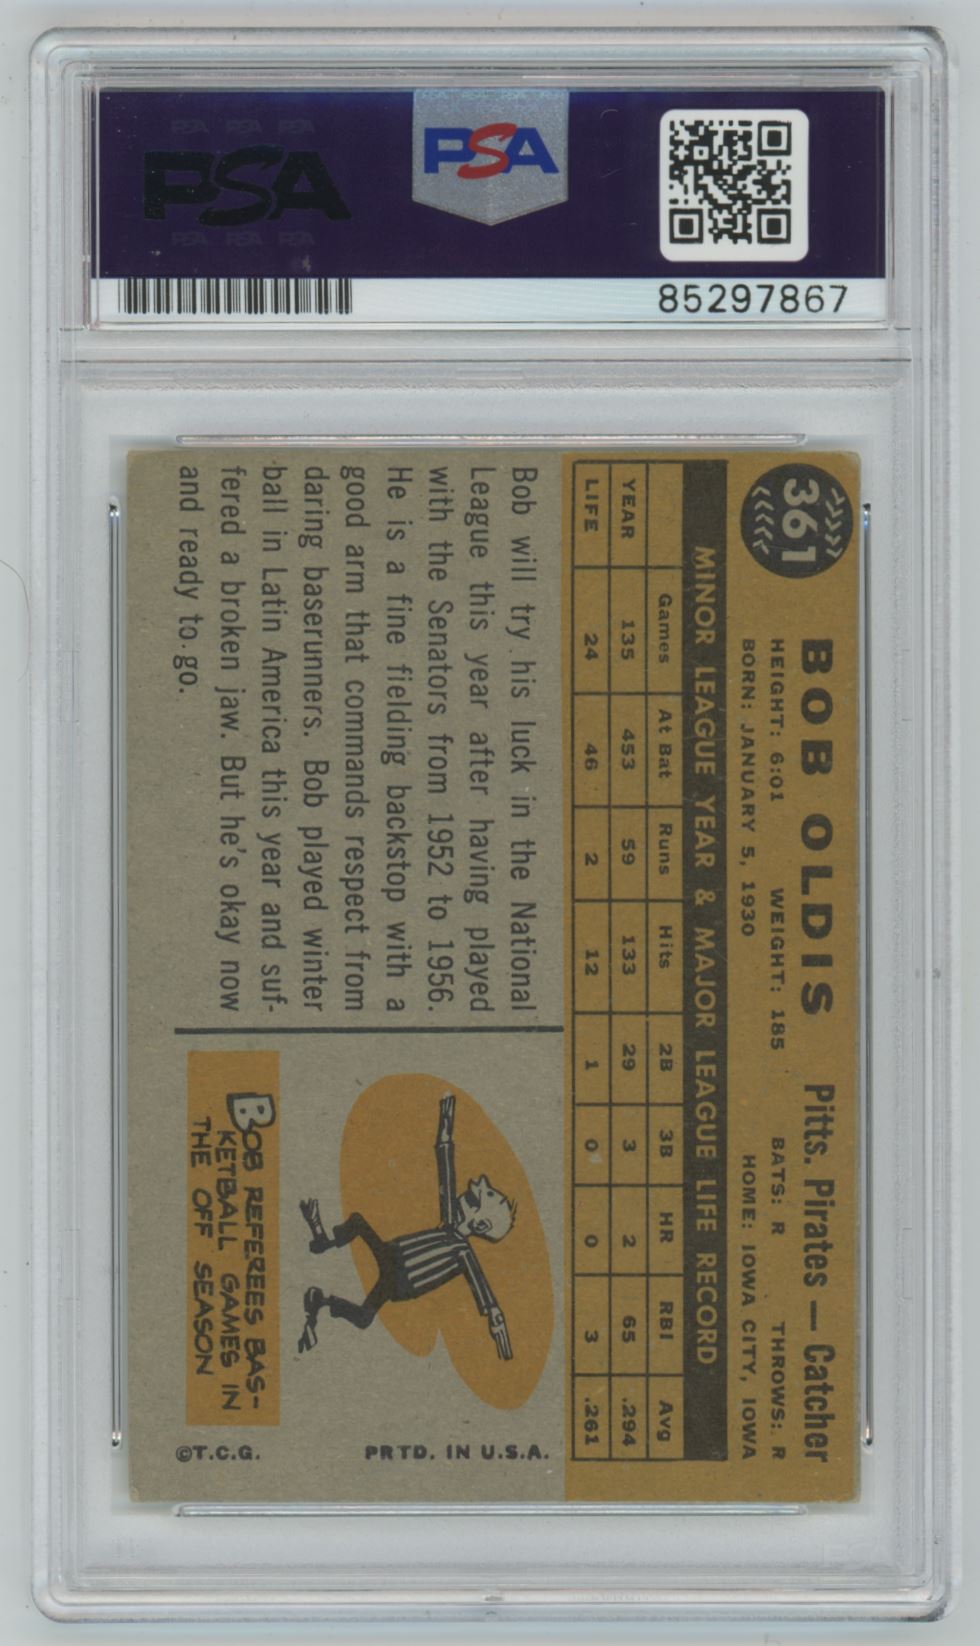 PSA PSA PSA
PSA
PSA PSA PSA
PSA
85297867
361
BOB OLDIS Pitts. Pirates — Catcher
HEIGHT: 6:01 WEIGHT: 185 BATS: R THROWS: R
BORN: JANUARY 5, 1930 HOME: IOWA CITY, IOWA
MINOR LEAGUE YEAR & MAJOR LEAGUE LIFE RECORD
Games At Bat Runs Hits 2B 3B HR RBI Avg
YEAR 135 453 59 133 29 3 2 65 .294
LIFE 24 46 2 12 1 0 0 3 .261
Bob will try his luck in the National
League this year after having played
with the Senators from 1952 to 1956.
He is a fine fielding backstop with a
good arm that commands respect from
daring baserunners. Bob played winter
ball in Latin America this year and suf-
fered a broken jaw. But he's okay now
and ready to go.
BOB REFEREES BAS-
KETBALL GAMES IN
THE OFF SEASON
PRTD. IN U.S.A.
©T.C.G.